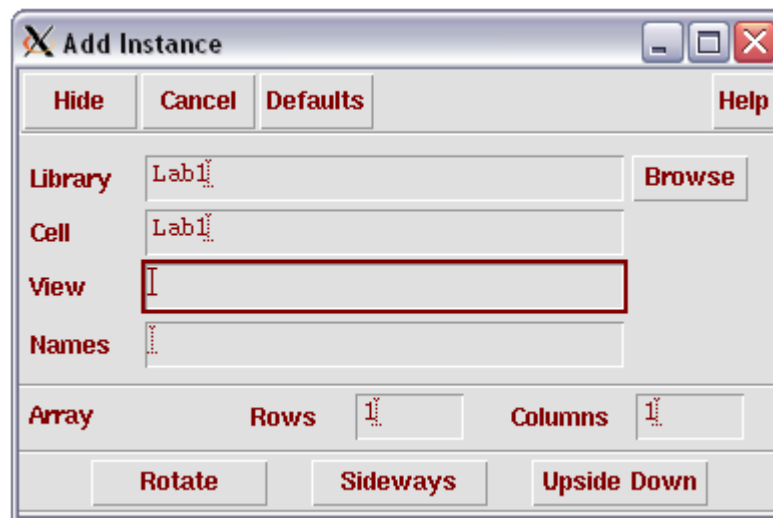 Add Instance
Hide Cancel Defaults Help
Library Lab1 Browse
Cell Lab1
View
Names
Array Rows 1 Columns 1
Rotate Sideways Upside Down